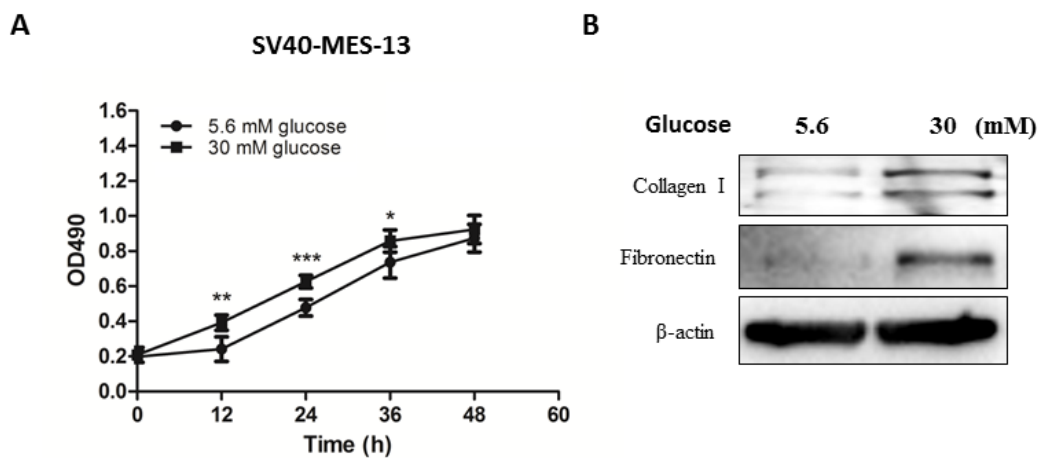 A
SV40-MES-13
1.6
1.4
1.2
1.0
0.8
0.6
0.4
0.2
0.0
OD490
5.6 mM glucose
30 mM glucose
**
***
*
0 12 24 36 48 60
Time (h)
B
Glucose 5.6 30 (mM)
Collagen I
Fibronectin
β-actin